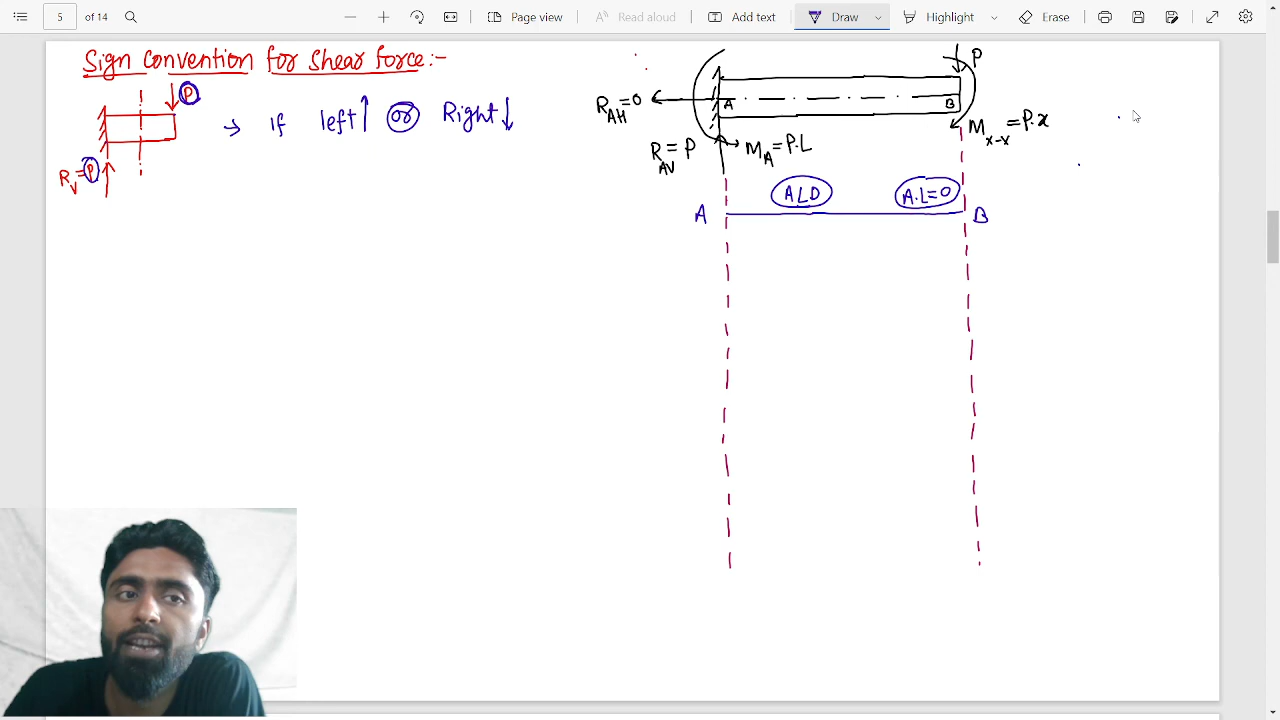 5 of 14
Page view
Read aloud
Add text
Draw
Highlight
Erase
Sign convention for shear force:-
P
R_V=P
→ If left↑ or Right↓
P
R_AH=0
A
B
M_x-x=P.x
R_AV=P
M_A=P.L
ALD
A.L=0
A
B